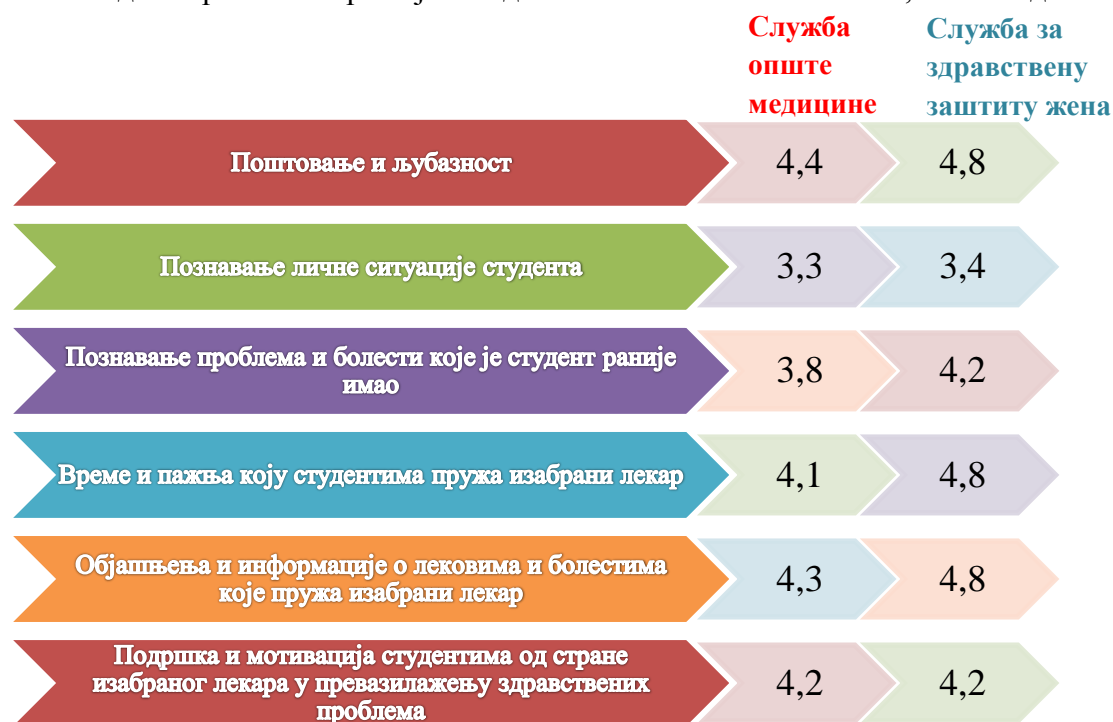 Служба
опште
медицине
Служба за
здравствену
заштиту жена
Поштовање и љубазност
4,4
4,8
Познавање личне ситуације студента
3,3
3,4
Познавање проблема и болести које је студент раније
имао
3,8
4,2
Време и пажња коју студентима пружа изабрани лекар
4,1
4,8
Објашњења и информације о лековима и болестима
које пружа изабрани лекар
4,3
4,8
Подршка и мотивација студентима од стране
изабраног лекара у превазилажењу здравствених
проблема
4,2
4,2